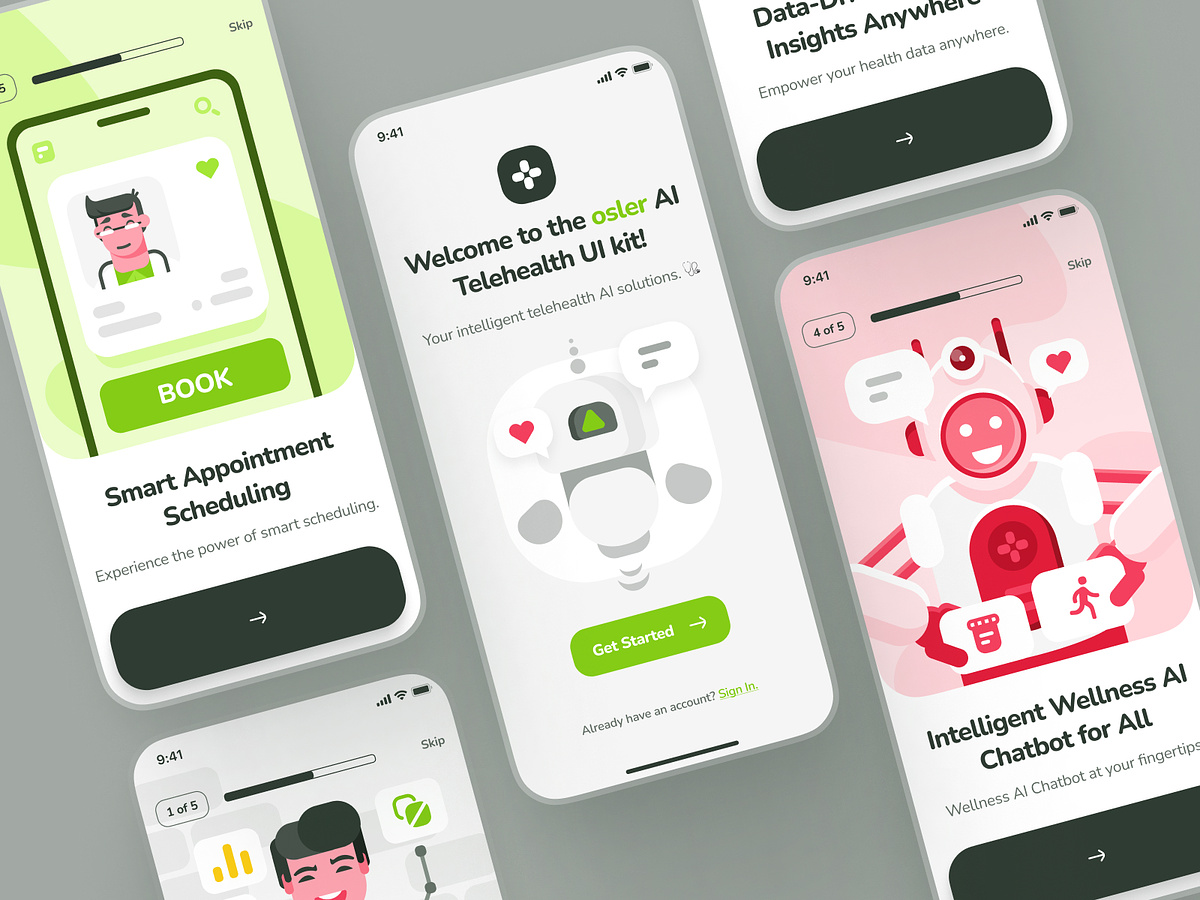 Skip
5
BOOK
Smart Appointment
Scheduling
Experience the power of smart scheduling.
9:41
Welcome to the osler AI
Telehealth UI kit!
Your intelligent telehealth AI solutions.
Get Started
Already have an account? Sign In.
Insights Anywhere
Empower your health data anywhere.
9:41
Skip
4 of 5
Intelligent Wellness AI
Chatbot for All
Wellness AI Chatbot at your fingertips
9:41
Skip
1 of 5